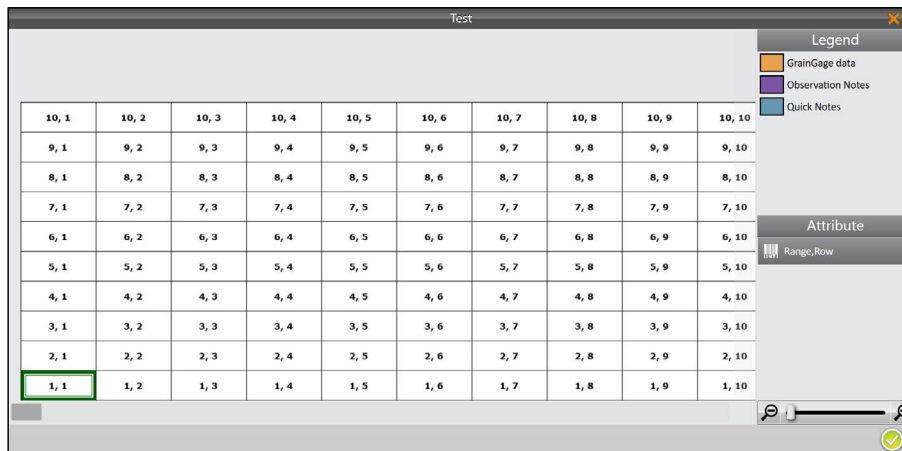 Test
Legend
GrainGage data
Observation Notes
Quick Notes
10, 1 10, 2 10, 3 10, 4 10, 5 10, 6 10, 7 10, 8 10, 9 10, 10
9, 1 9, 2 9, 3 9, 4 9, 5 9, 6 9, 7 9, 8 9, 9 9, 10
8, 1 8, 2 8, 3 8, 4 8, 5 8, 6 8, 7 8, 8 8, 9 8, 10
7, 1 7, 2 7, 3 7, 4 7, 5 7, 6 7, 7 7, 8 7, 9 7, 10
6, 1 6, 2 6, 3 6, 4 6, 5 6, 6 6, 7 6, 8 6, 9 6, 10
5, 1 5, 2 5, 3 5, 4 5, 5 5, 6 5, 7 5, 8 5, 9 5, 10
4, 1 4, 2 4, 3 4, 4 4, 5 4, 6 4, 7 4, 8 4, 9 4, 10
3, 1 3, 2 3, 3 3, 4 3, 5 3, 6 3, 7 3, 8 3, 9 3, 10
2, 1 2, 2 2, 3 2, 4 2, 5 2, 6 2, 7 2, 8 2, 9 2, 10
1, 1 1, 2 1, 3 1, 4 1, 5 1, 6 1, 7 1, 8 1, 9 1, 10
Attribute
Range,Row